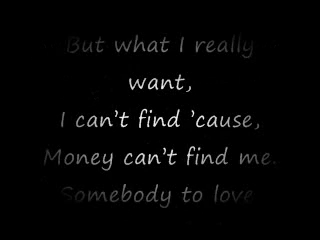 But what I really
want,
I can’t find ’cause,
Money can’t find me.
Somebody to love